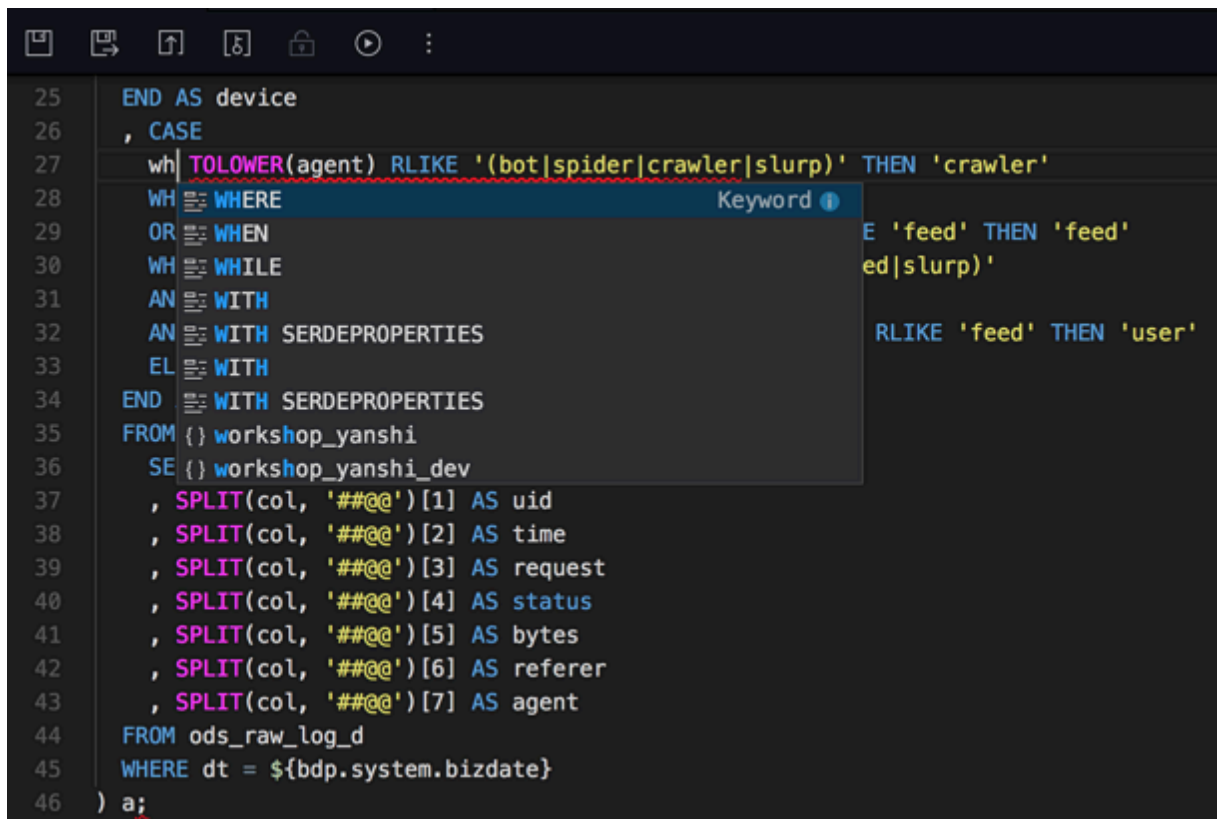 25 END AS device
26 , CASE
27 wh TOLOWER(agent) RLIKE '(bot|spider|crawler|slurp)' THEN 'crawler'
28 WH WHERE Keyword
29 OR WHEN E 'feed' THEN 'feed'
30 WH WHILE ed|slurp)'
31 AN WITH
32 AN WITH SERDEPROPERTIES RLIKE 'feed' THEN 'user'
33 EL WITH
34 END WITH SERDEPROPERTIES
35 FROM {} workshop_yanshi
36 SE {} workshop_yanshi_dev
37 , SPLIT(col, '##@@')[1] AS uid
38 , SPLIT(col, '##@@')[2] AS time
39 , SPLIT(col, '##@@')[3] AS request
40 , SPLIT(col, '##@@')[4] AS status
41 , SPLIT(col, '##@@')[5] AS bytes
42 , SPLIT(col, '##@@')[6] AS referer
43 , SPLIT(col, '##@@')[7] AS agent
44 FROM ods_raw_log_d
45 WHERE dt = ${bdp.system.bizdate}
46 ) a;